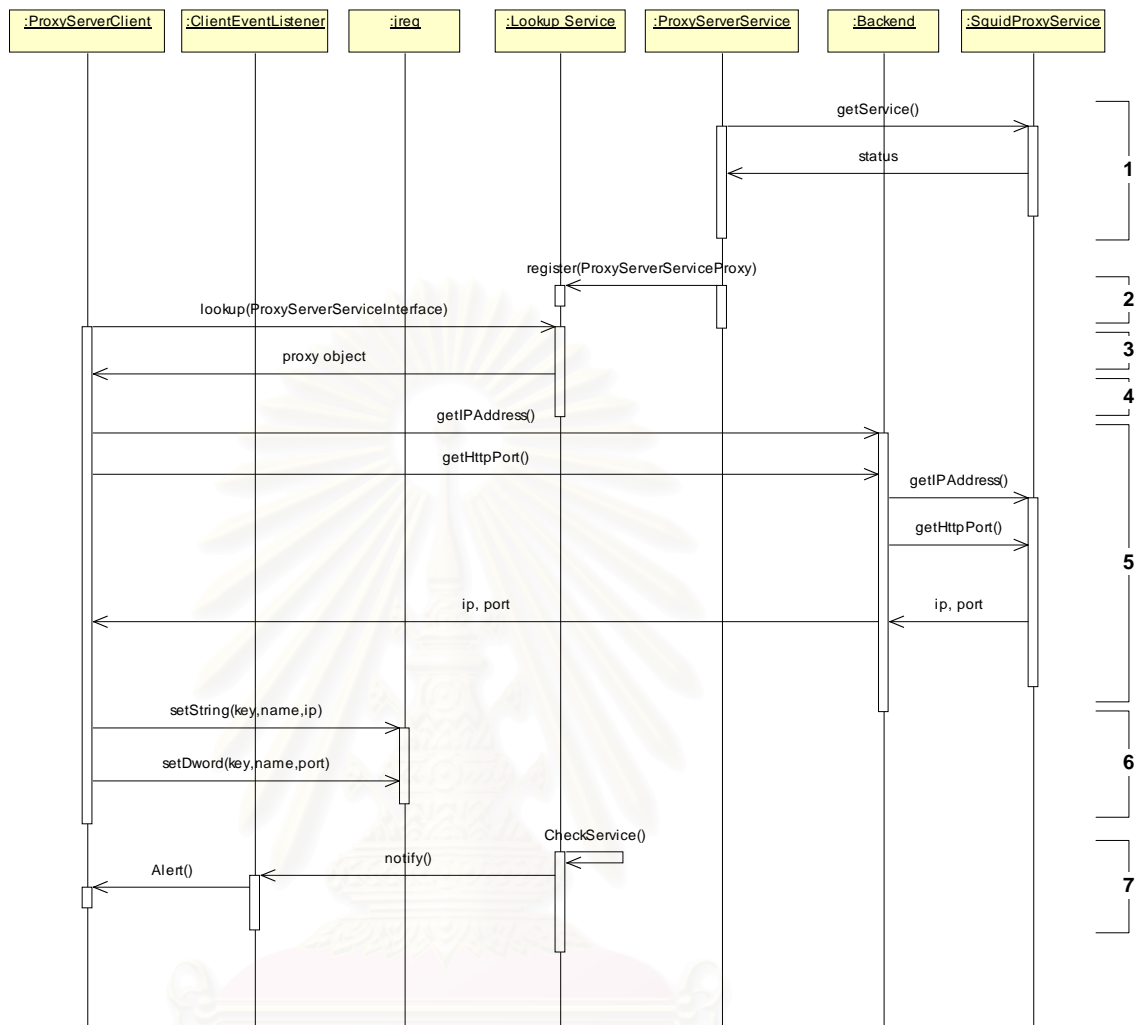 :ProxyServerClient
:ClientEventListener
:jreg
:Lookup Service
:ProxyServerService
:Backend
:SquidProxyService
getService()
status
1
register(ProxyServerServiceProxy)
2
lookup(ProxyServerServiceInterface)
3
proxy object
4
getIPAddress()
getHttpPort()
getIPAddress()
getHttpPort()
5
ip, port
ip, port
setString(key,name,ip)
setDword(key,name,port)
6
CheckService()
notify()
Alert()
7